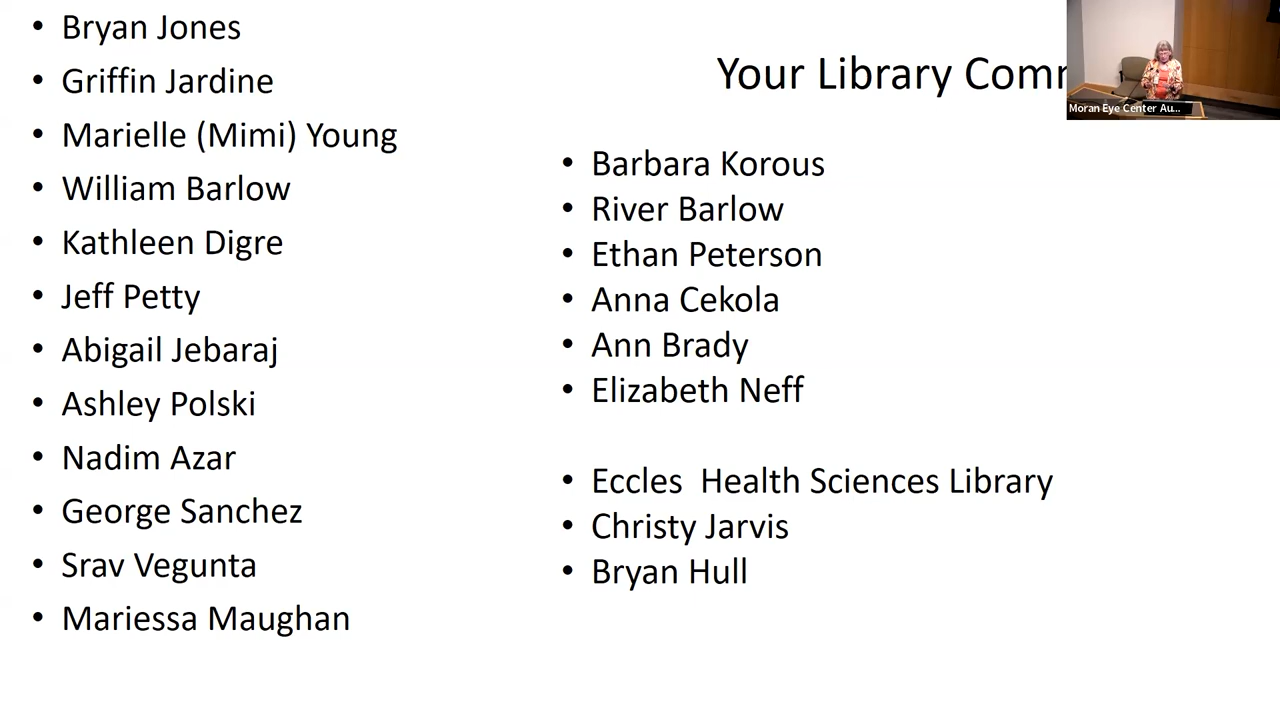 Bryan Jones
Griffin Jardine
Marielle (Mimi) Young
William Barlow
Kathleen Digre
Jeff Petty
Abigail Jebaraj
Ashley Polski
Nadim Azar
George Sanchez
Srav Vegunta
Mariessa Maughan
Your Library
Barbara Korous
River Barlow
Ethan Peterson
Anna Cekola
Ann Brady
Elizabeth Neff
Eccles Health Sciences Library
Christy Jarvis
Bryan Hull
Moran Eye Center Au...